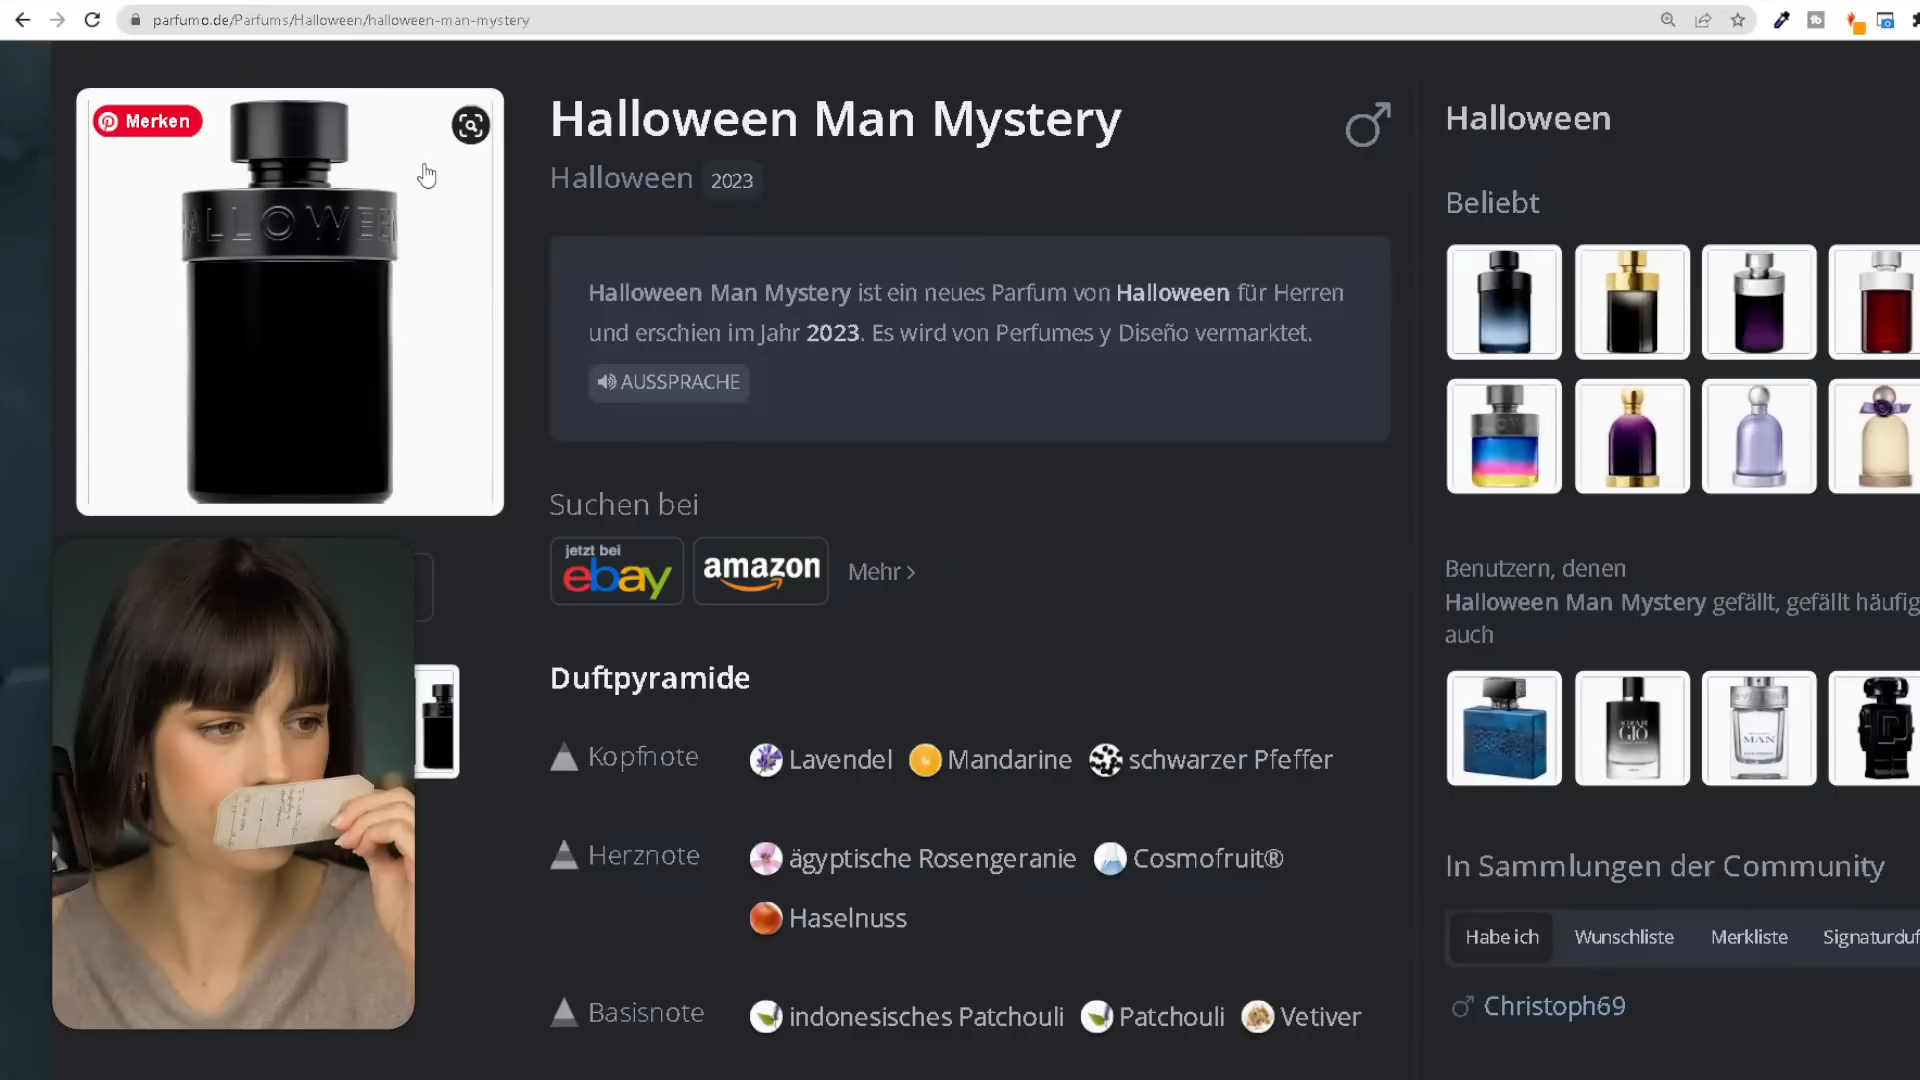 parfumo.de/Parfums/Halloween/halloween-man-mystery
Merken
HALLOWEEN
Halloween Man Mystery
Halloween 2023
Halloween Man Mystery ist ein neues Parfum von Halloween für Herren
und erschien im Jahr 2023. Es wird von Perfumes y Diseño vermarktet.
AUSSPRACHE
Suchen bei
jetzt bei
ebay
amazon
Mehr >
Duftpyramide
Kopfnote
Lavendel Mandarine schwarzer Pfeffer
Herznote
ägyptische Rosengeranie Cosmofruit®
Haselnuss
Basisnote
indonesisches Patchouli Patchouli Vetiver
Halloween
Beliebt
Benutzern, denen
Halloween Man Mystery gefällt, gefällt häufig
auch
GIO
MAN
In Sammlungen der Community
Habe ich Wunschliste Merkliste Signaturduf
Christoph69